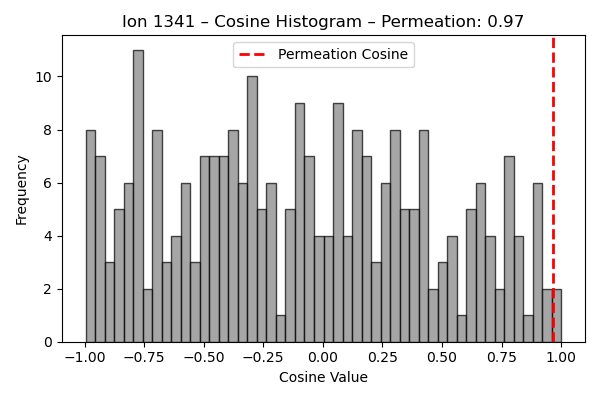 Ion 1341 – Cosine Histogram – Permeation: 0.97
Permeation Cosine
Frequency
10
8
6
4
2
0
−1.00 −0.75 −0.50 −0.25 0.00 0.25 0.50 0.75 1.00
Cosine Value